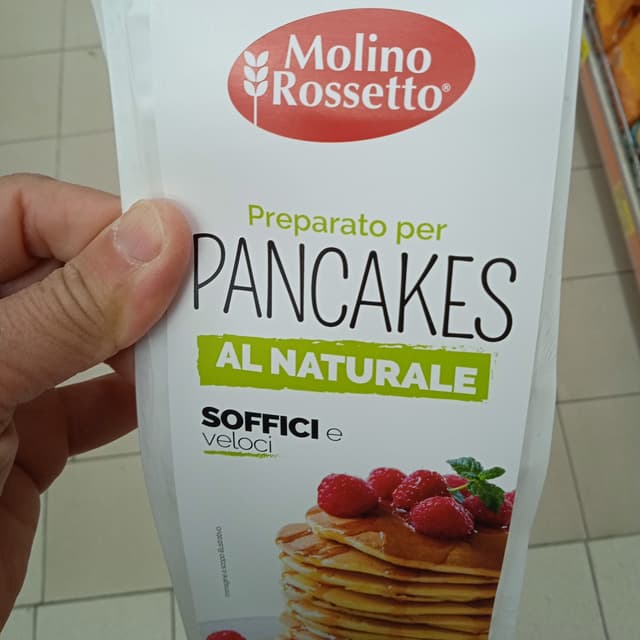 Molino
Rossetto®
Preparato per
PANCAKES
AL NATURALE
SOFFICI e
veloci